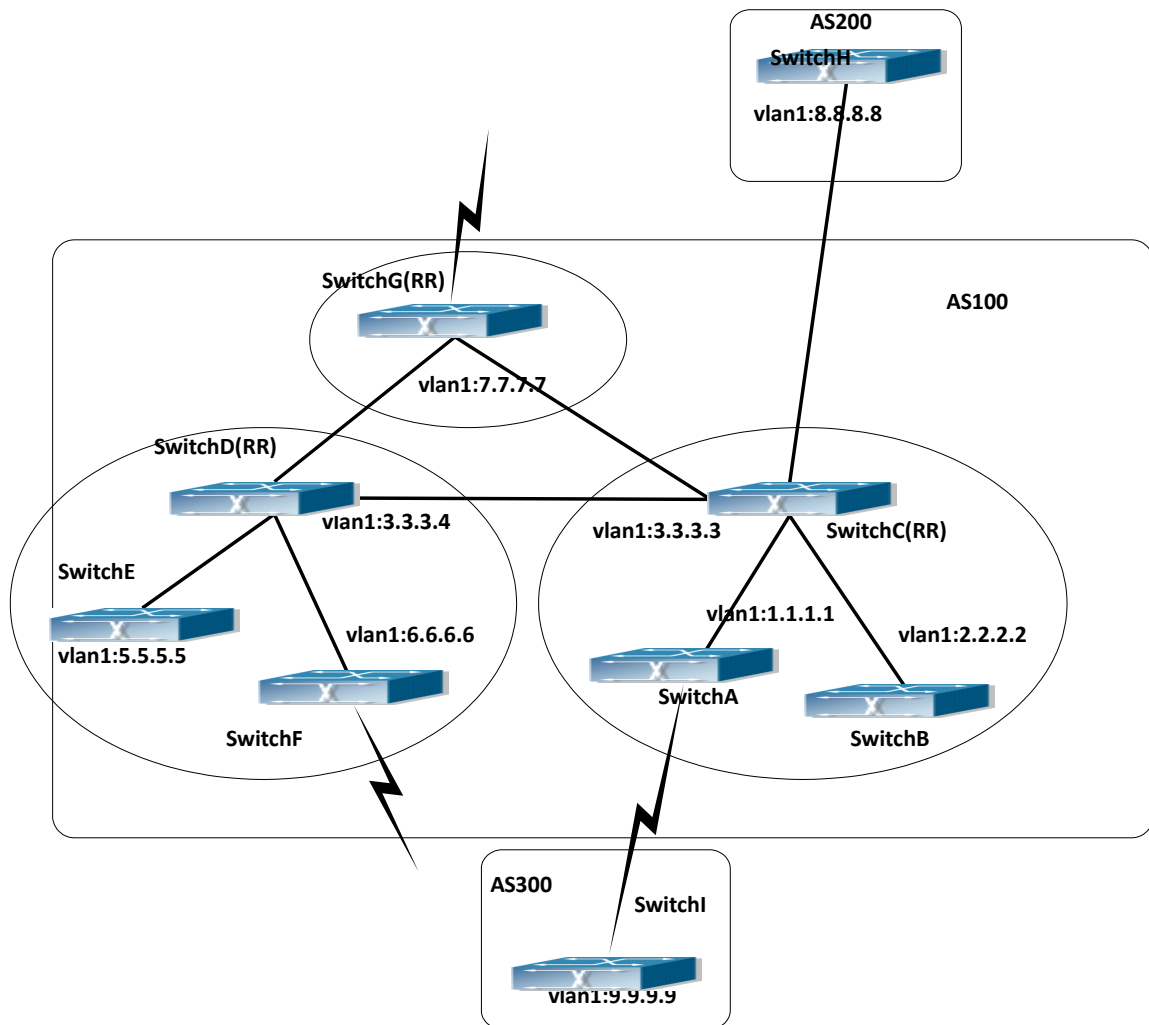 AS200
SwitchH
vlan1:8.8.8.8
SwitchG(RR)
AS100
vlan1:7.7.7.7
SwitchD(RR)
vlan1:3.3.3.4
vlan1:3.3.3.3
SwitchC(RR)
SwitchE
vlan1:5.5.5.5
vlan1:6.6.6.6
SwitchF
vlan1:1.1.1.1
vlan1:2.2.2.2
SwitchA
SwitchB
AS300
SwitchI
vlan1:9.9.9.9